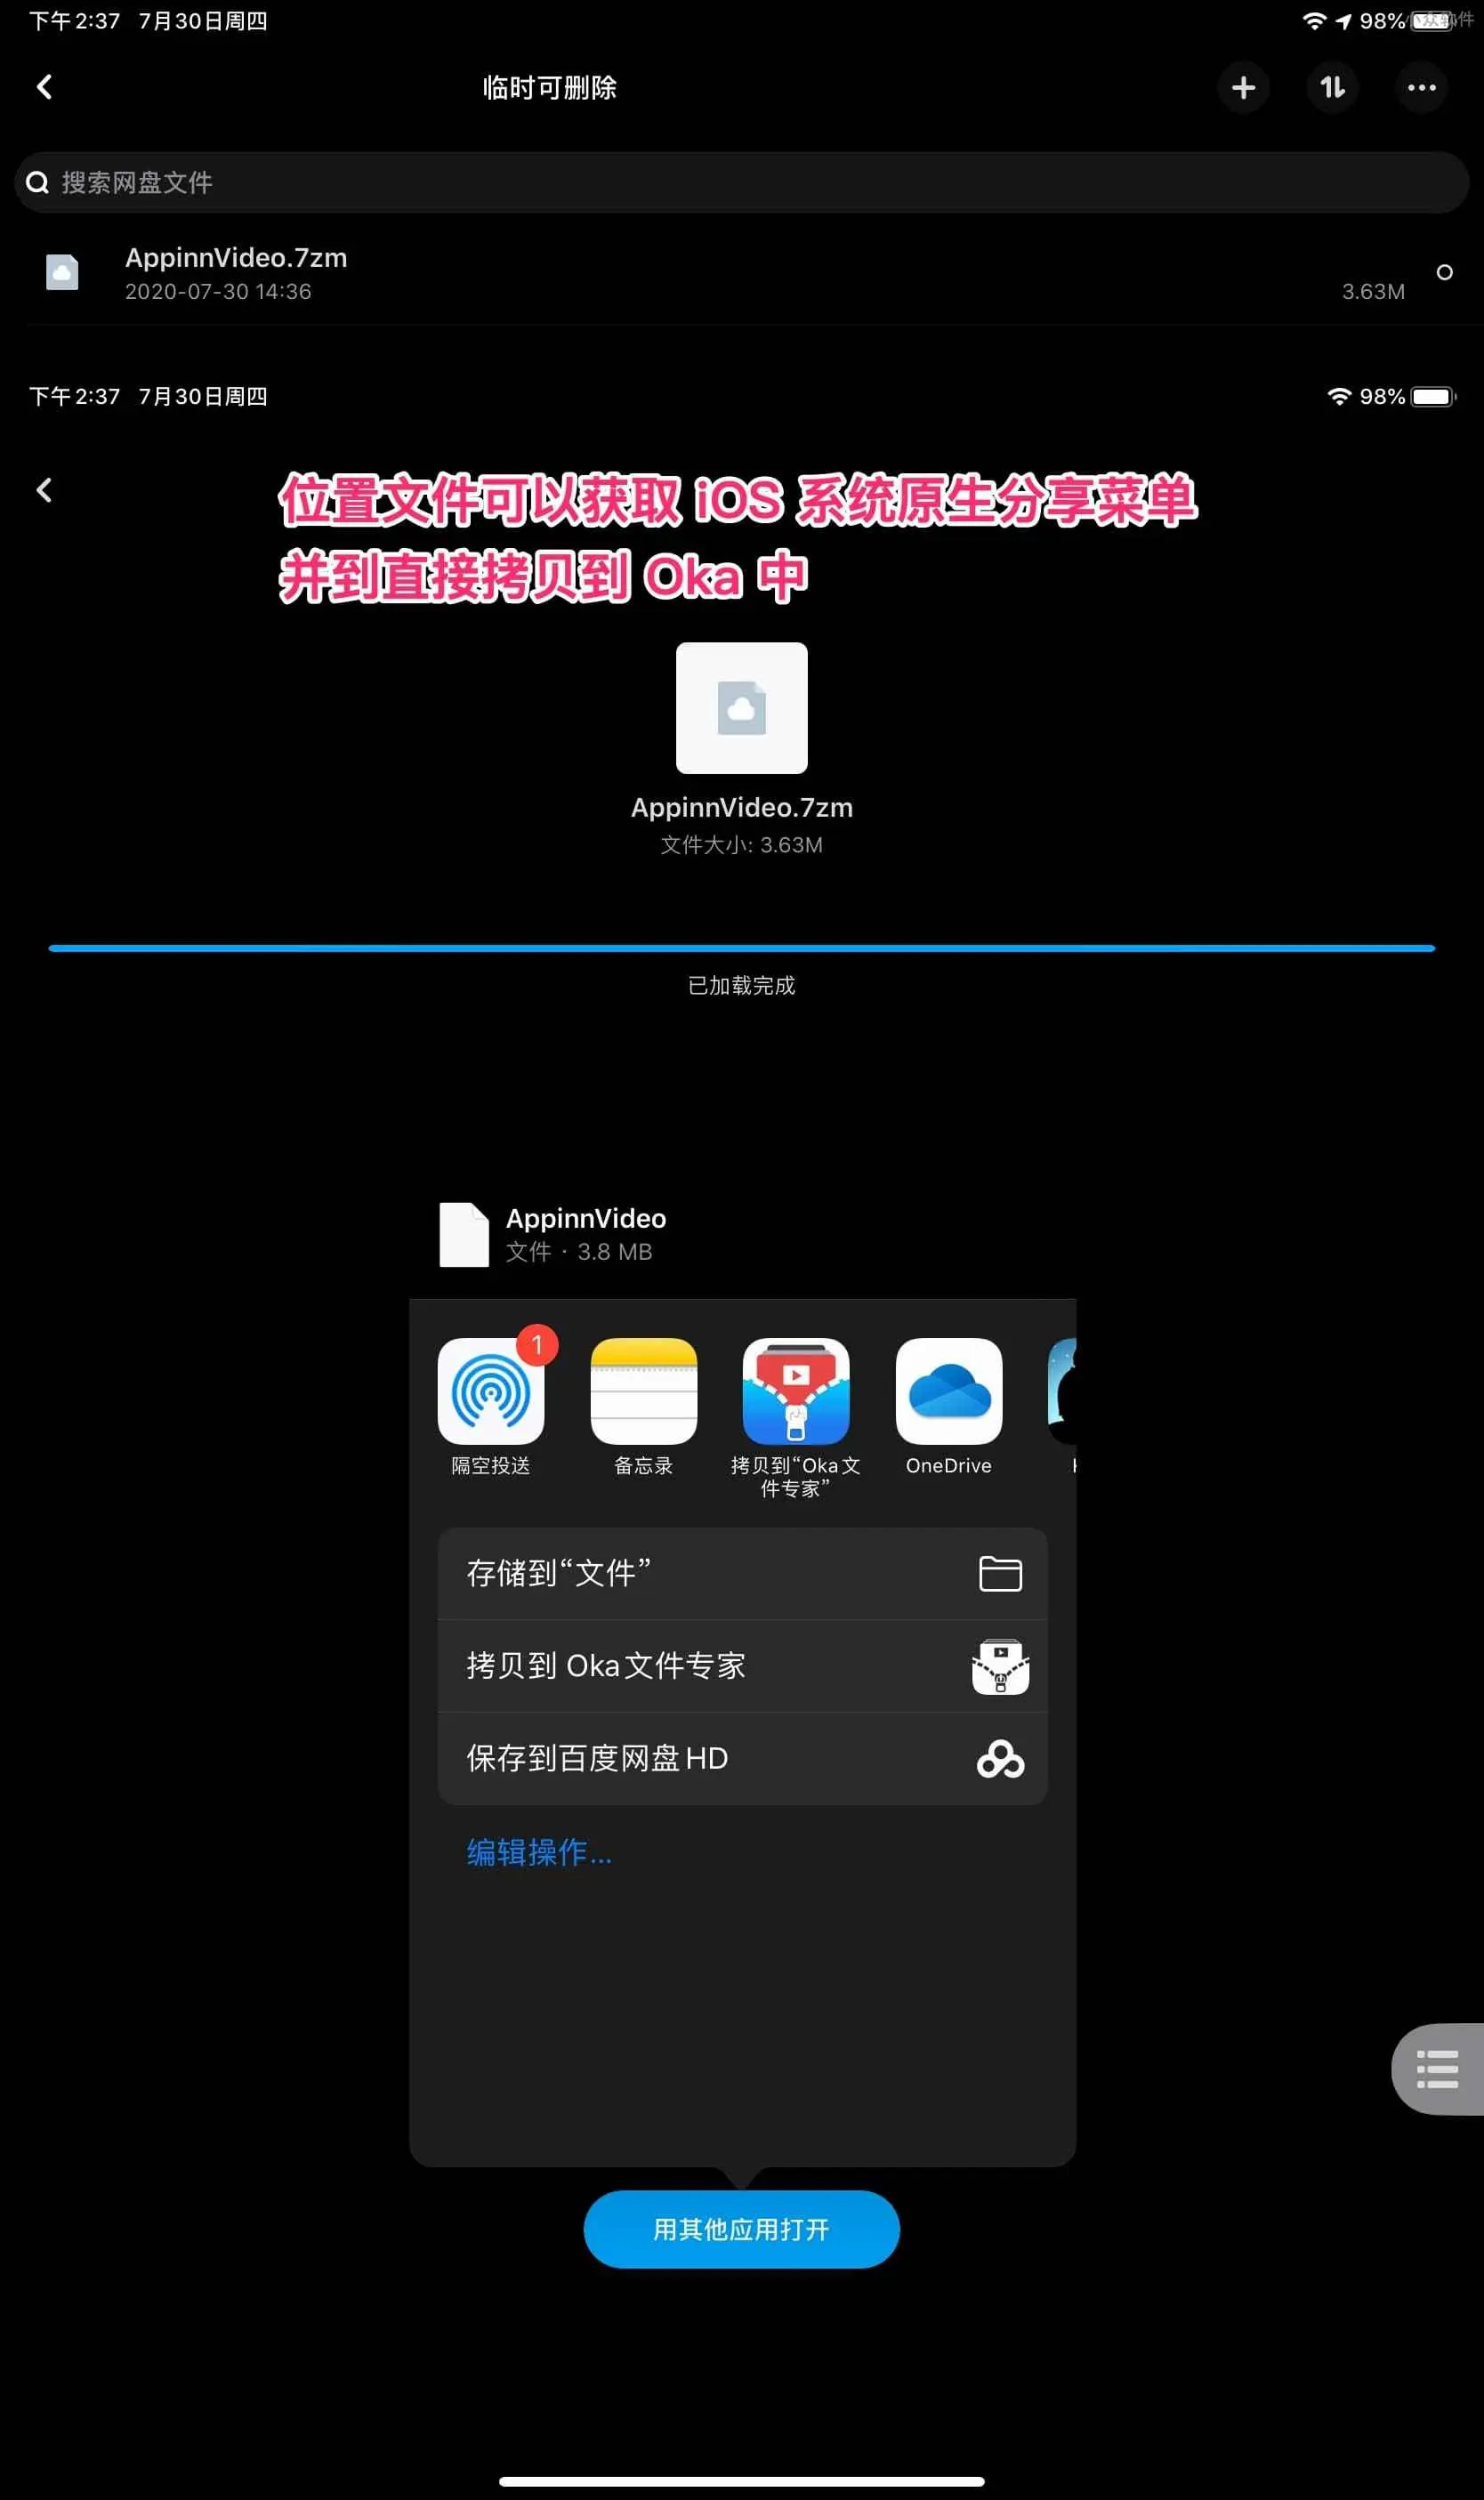 下午2:37 7月30日周四
98%
小众软件
临时可删除
搜索网盘文件
AppinnVideo.7zm
2020-07-30 14:36
3.63M
下午2:37 7月30日周四
98%
位置文件可以获取 iOS 系统原生分享菜单
并到直接拷贝到 Oka 中
AppinnVideo.7zm
文件大小: 3.63M
已加载完成
AppinnVideo
文件 · 3.8 MB
1
隔空投送
备忘录
拷贝到“Oka文
件专家”
OneDrive
存储到“文件”
拷贝到 Oka文件专家
保存到百度网盘HD
编辑操作...
用其他应用打开